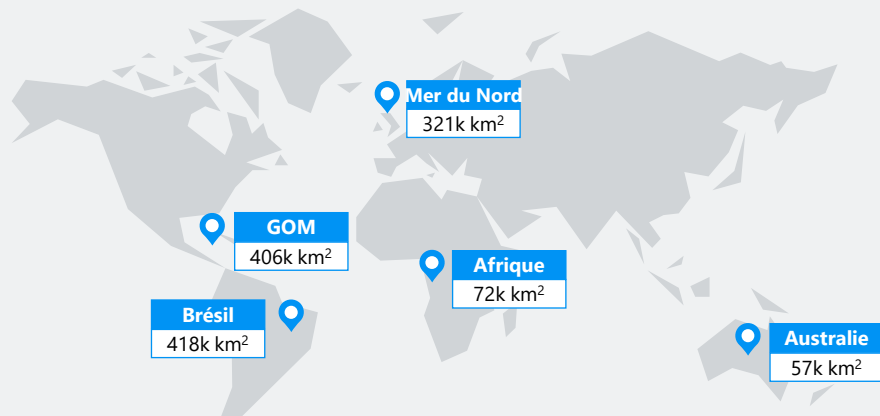 Mer du Nord
321k km²
GOM
406k km²
Afrique
72k km²
Brésil
418k km²
Australie
57k km²